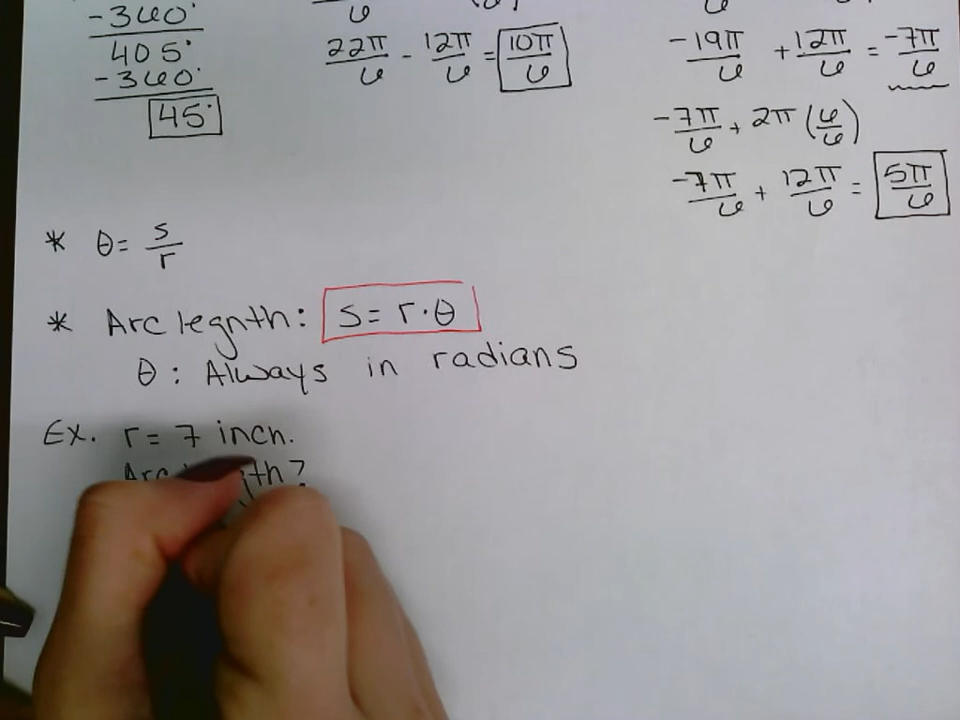 -360°
405°
-360°
45°
6
22π/6 - 12π/6 = 10π/6
-19π/6 + 12π/6 = -7π/6
-7π/6 + 2π (6/6)
-7π/6 + 12π/6 = 5π/6
* θ = s/r
* Arc legnth: s = r·θ
θ: Always in radians
Ex. r = 7 inch.